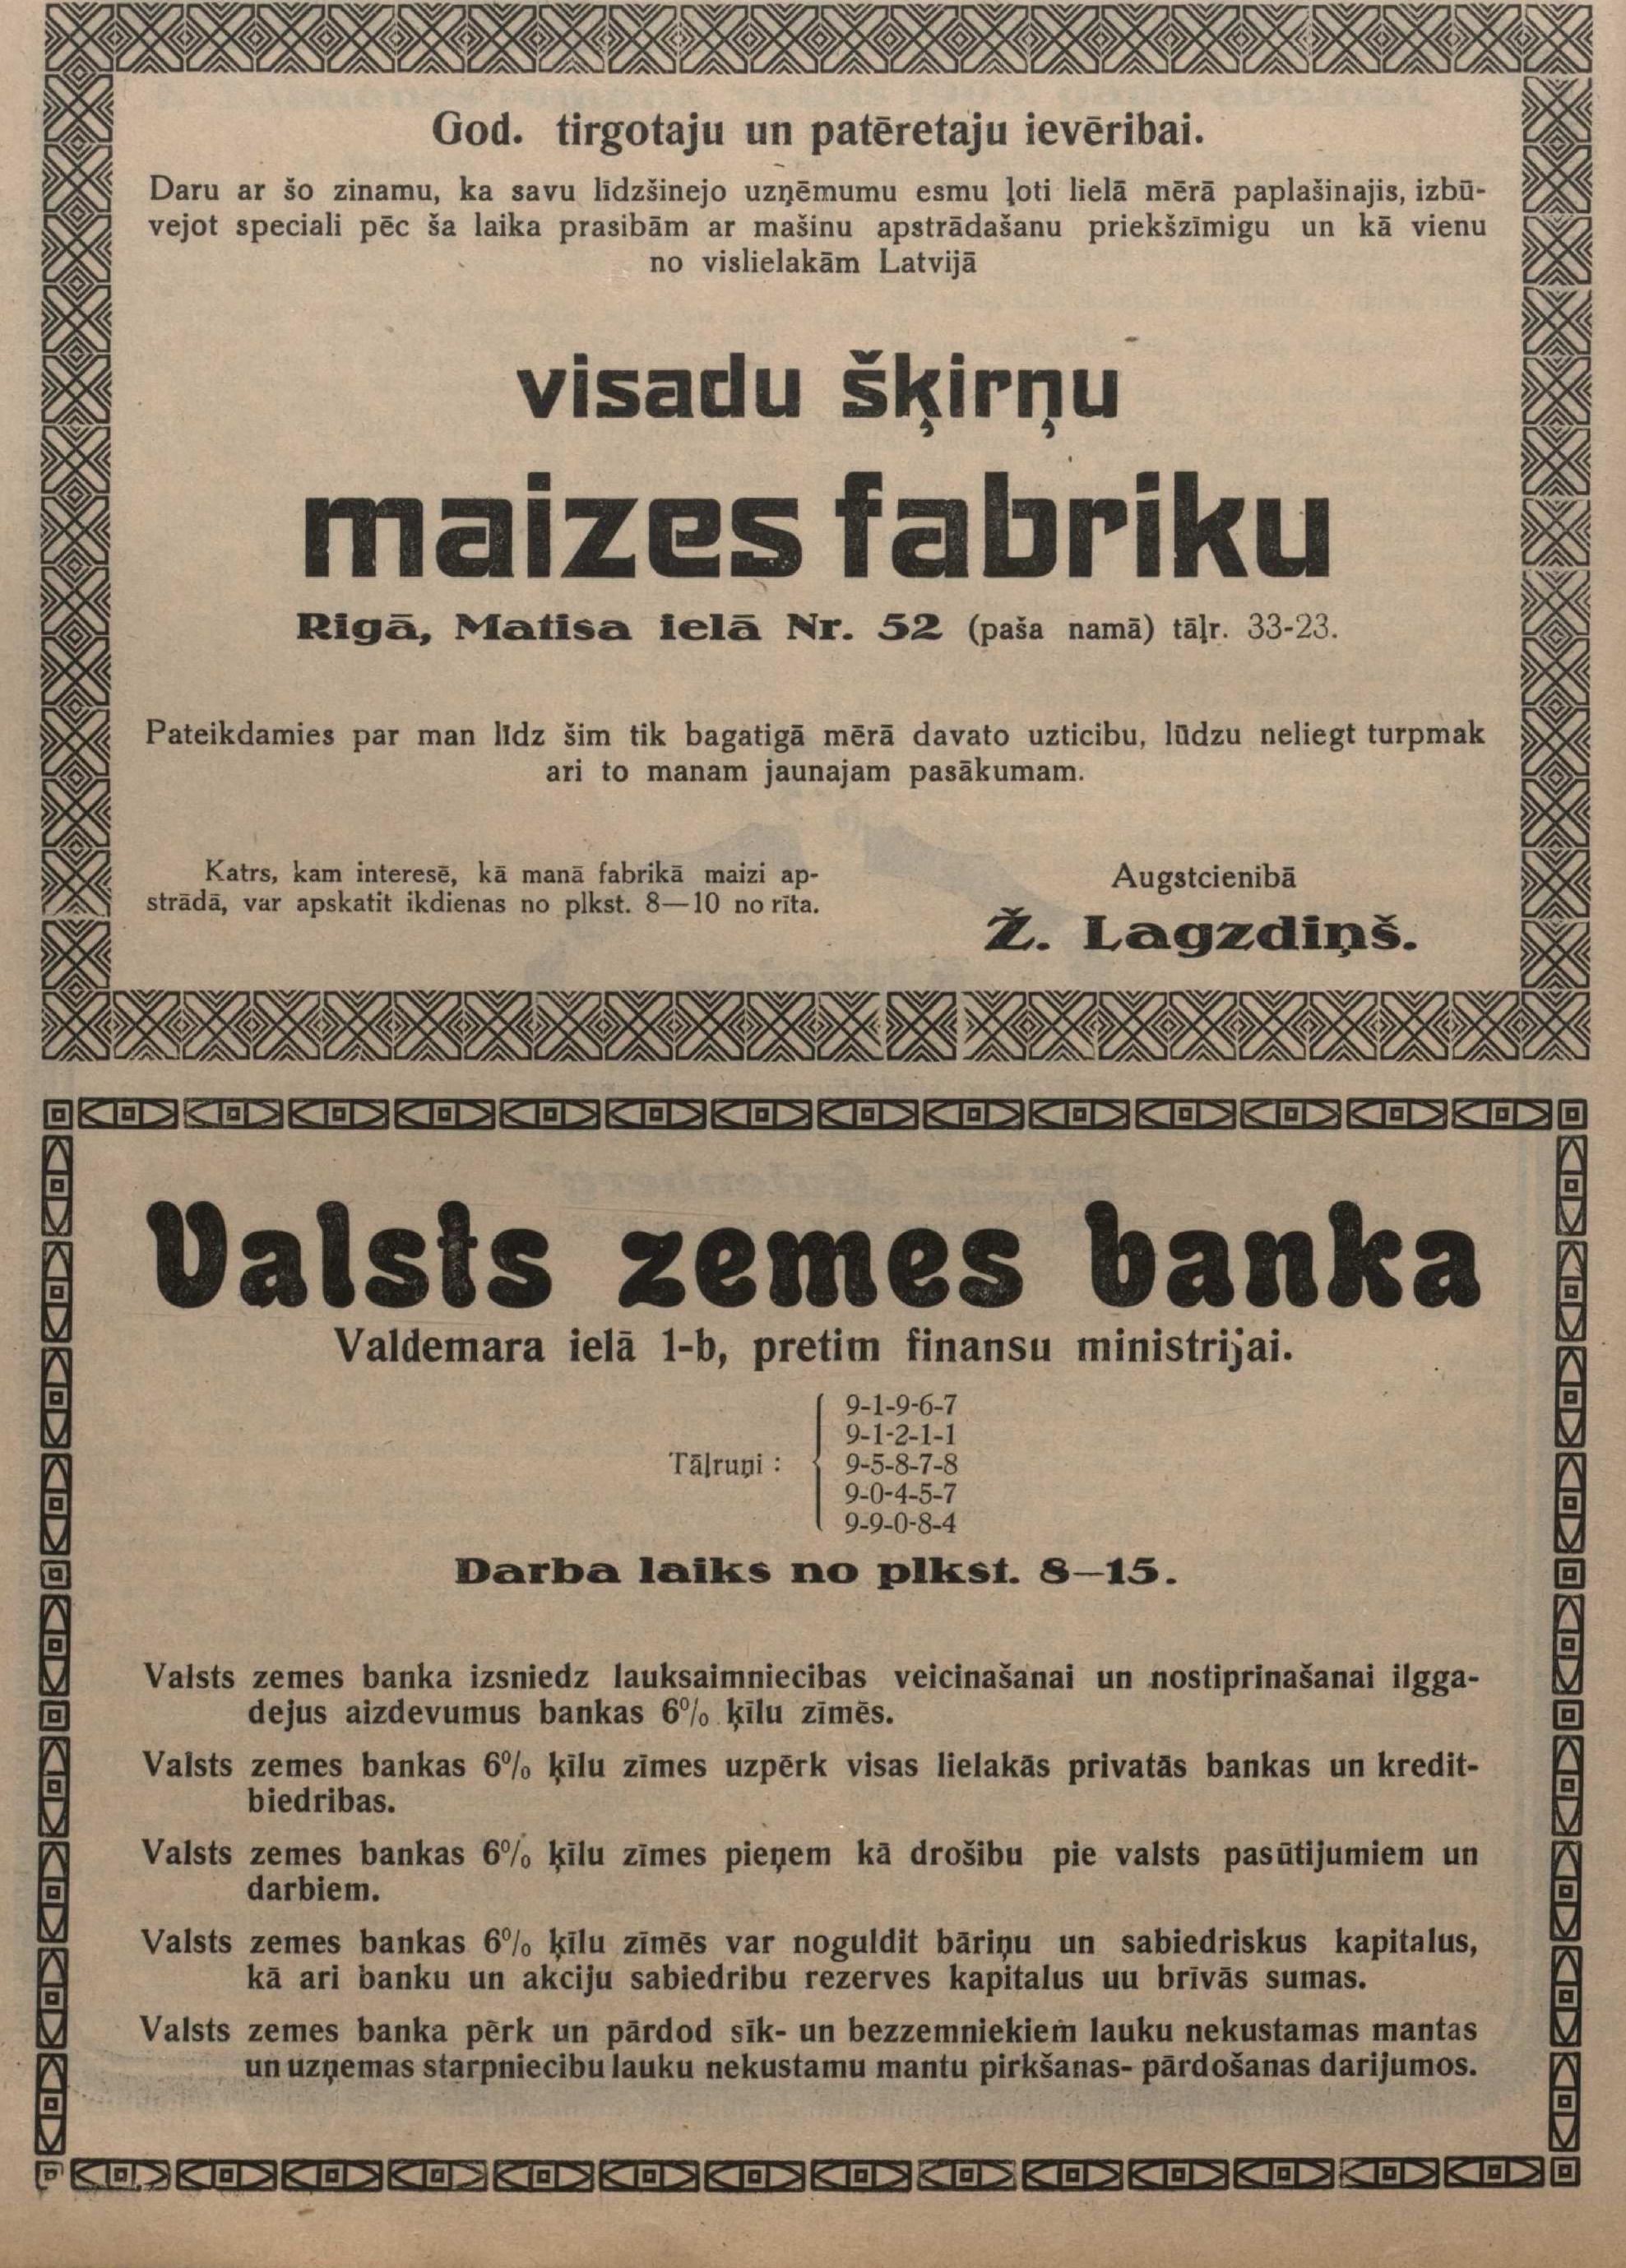 God. tirgotaju un patēretaju ievēribai.
Daru ar šo zinamu, ka savu līdzšinejo uzņēmumu esmu ļoti lielā mērā paplašinajis, izbū-
vejot speciali pēc ša laika prasibām ar mašinu apstrādašanu priekšzīmigu un kā vienu
no vislielakām Latvijā
visadu šķirņu
maizes fabriku
Rigā, Matisa ielā Nr. 52 (paša namā) tāļr. 33-23.
Pateikdamies par man līdz šim tik bagatigā mērā davato uzticibu, lūdzu neliegt turpmak
ari to manam jaunajam pasākumam.
Katrs, kam interesē, kā manā fabrikā maizi ap-
strādā, var apskatit ikdienas no plkst. 8—10 no rīta.
Augstcienibā
Ž. Lagzdiņš.
Valsts zemes banka
Valdemara ielā 1-b, pretim finansu ministrijai.
Tāļruņi :
9-1-9-6-7
9-1-2-1-1
9-5-8-7-8
9-0-4-5-7
9-9-0-8-4
Darba laiks no plkst. 8—15.
Valsts zemes banka izsniedz lauksaimniecibas veicinašanai un nostiprinašanai ilgga-
dejus aizdevumus bankas 6% ķīlu zīmēs.
Valsts zemes bankas 6% ķīlu zīmes uzpērk visas lielakās privatās bankas un kredit-
biedribas.
Valsts zemes bankas 6% ķīlu zīmes pieņem kā drošibu pie valsts pasūtijumiem un
darbiem.
Valsts zemes bankas 6% ķīlu zīmēs var noguldit bāriņu un sabiedriskus kapitalus,
kā ari banku un akciju sabiedribu rezerves kapitalus uu brīvās sumas.
Valsts zemes banka pērk un pārdod sīk- un bezzemniekiem lauku nekustamas mantas
un uzņemas starpniecibu lauku nekustamu mantu pirkšanas- pārdošanas darijumos.